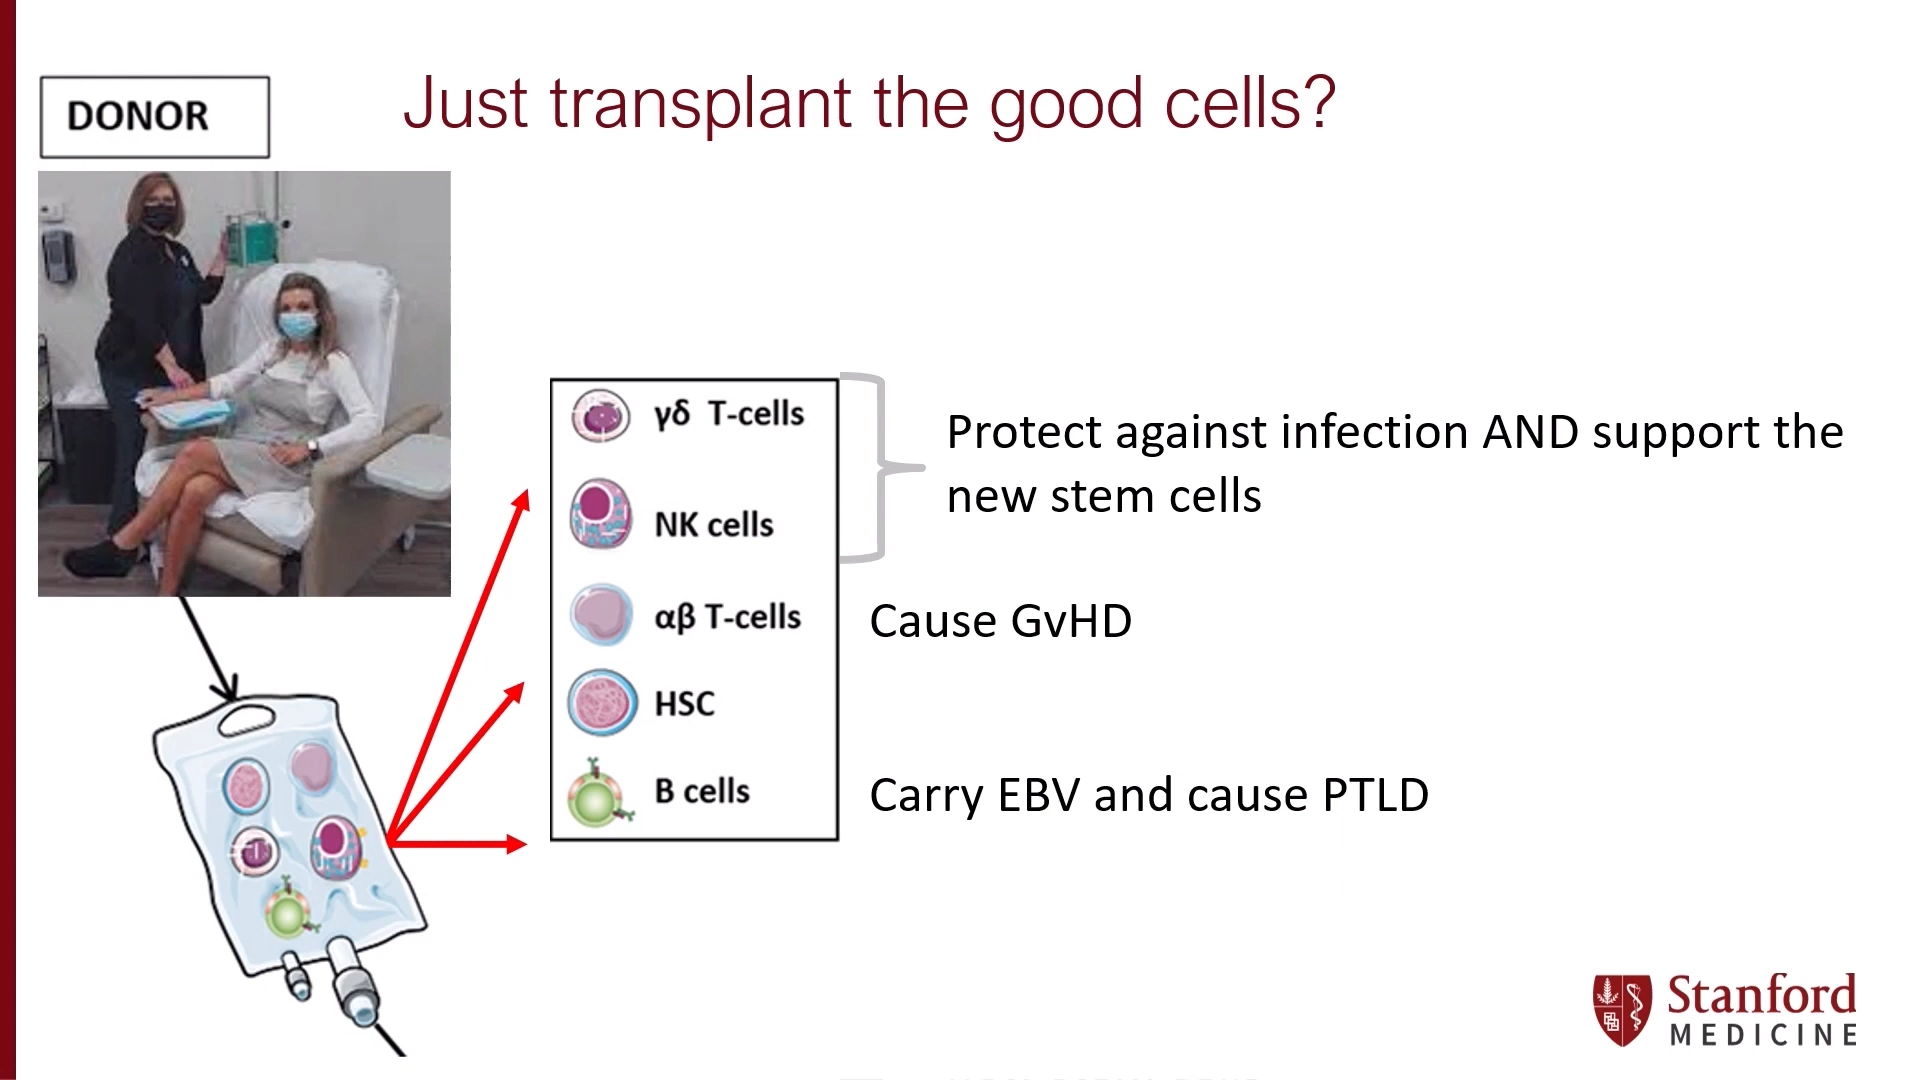 DONOR
Just transplant the good cells?
γδ T-cells
NK cells
αβ T-cells
HSC
B cells
Protect against infection AND support the
new stem cells
Cause GvHD
Carry EBV and cause PTLD
Stanford
MEDICINE